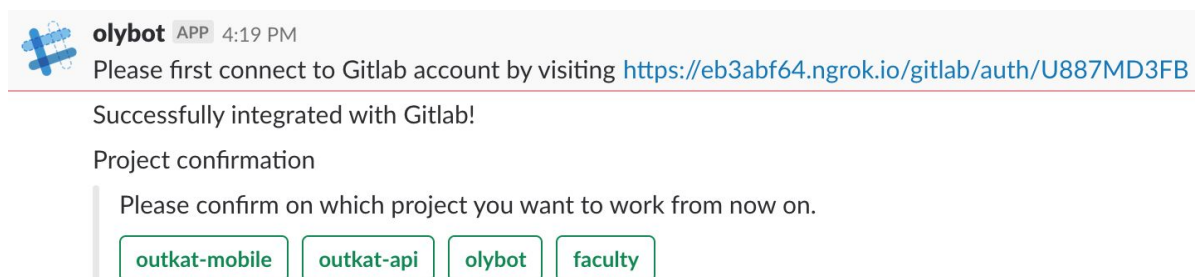 olybot APP 4:19 PM
Please first connect to Gitlab account by visiting https://eb3abf64.ngrok.io/gitlab/auth/U887MD3FB
Successfully integrated with Gitlab!
Project confirmation
Please confirm on which project you want to work from now on.
outkat-mobile outkat-api olybot faculty